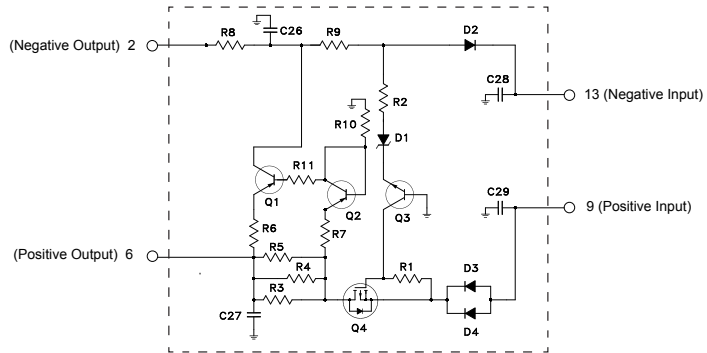 R8
C26
R9
D2
(Negative Output) 2
C28
R2
13 (Negative Input)
R10
D1
R11
C29
Q1
Q2
Q3
9 (Positive Input)
R6
R7
(Positive Output) 6
R5
R4
R1
D3
R3
C27
Q4
D4